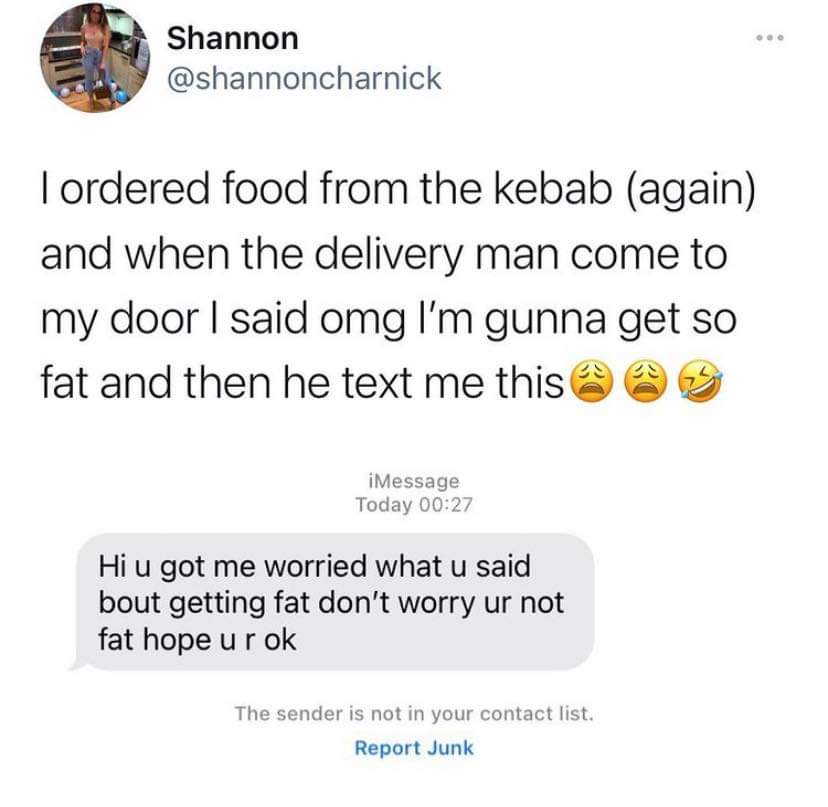 Shannon
@shannoncharnick
I ordered food from the kebab (again)
and when the delivery man come to
my door I said omg I'm gunna get so
fat and then he text me this😩😩🤣
iMessage
Today 00:27
Hi u got me worried what u said
bout getting fat don't worry ur not
fat hope u r ok
The sender is not in your contact list.
Report Junk